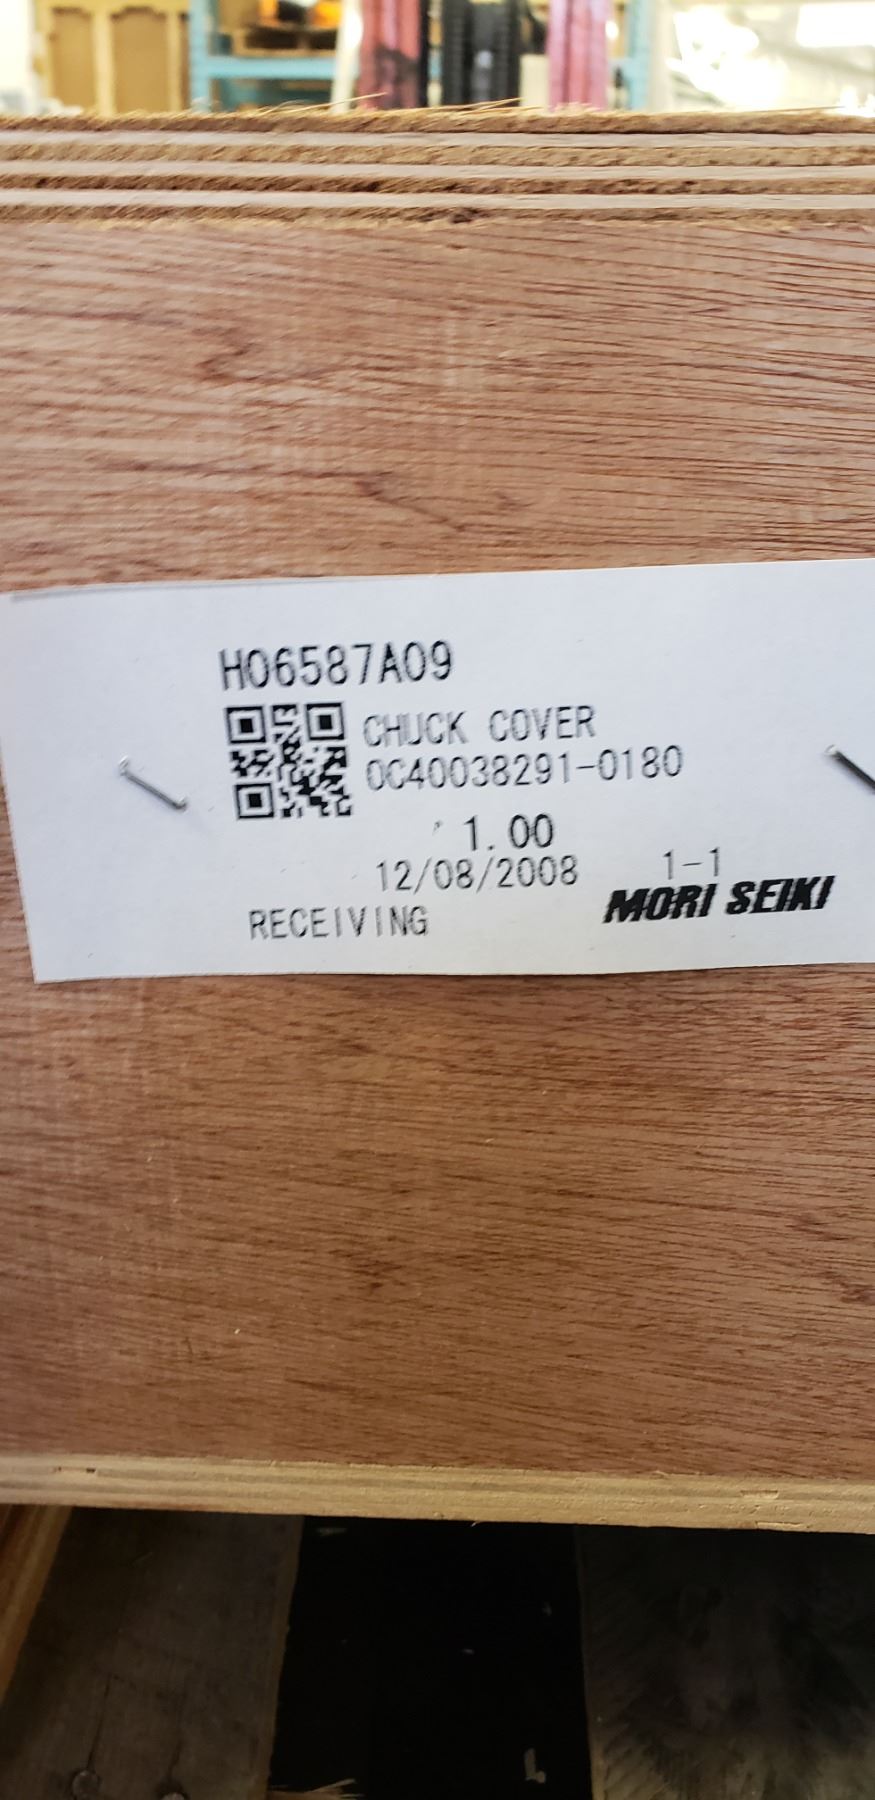 H06587A09
CHUCK COVER
0C40038291-0180
1.00
12/08/2008 1-1
RECEIVING MORI SEIKI